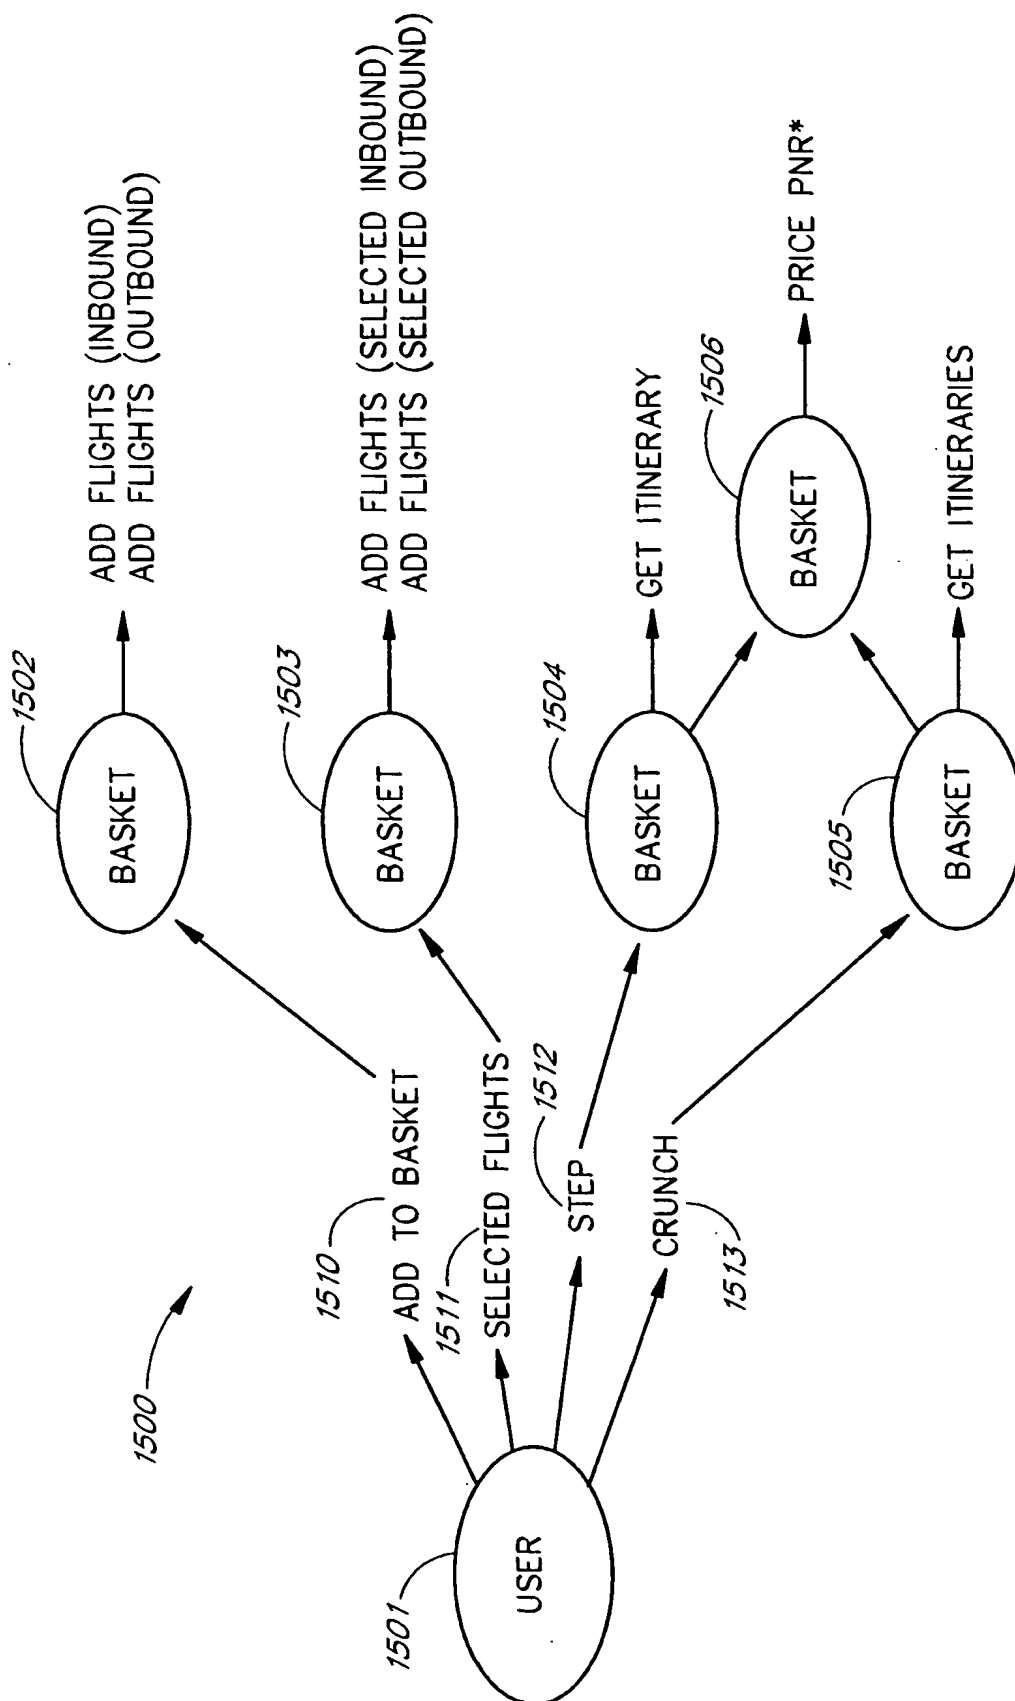 1500
1501
USER
1510
ADD TO BASKET
1511
SELECTED FLIGHTS
1512
STEP
CRUNCH
1513
1502
BASKET
ADD FLIGHTS (INBOUND)
ADD FLIGHTS (OUTBOUND)
1503
BASKET
ADD FLIGHTS (SELECTED INBOUND)
ADD FLIGHTS (SELECTED OUTBOUND)
1504
BASKET
GET ITINERARY
1506
BASKET
PRICE PNR*
1505
BASKET
GET ITINERARIES